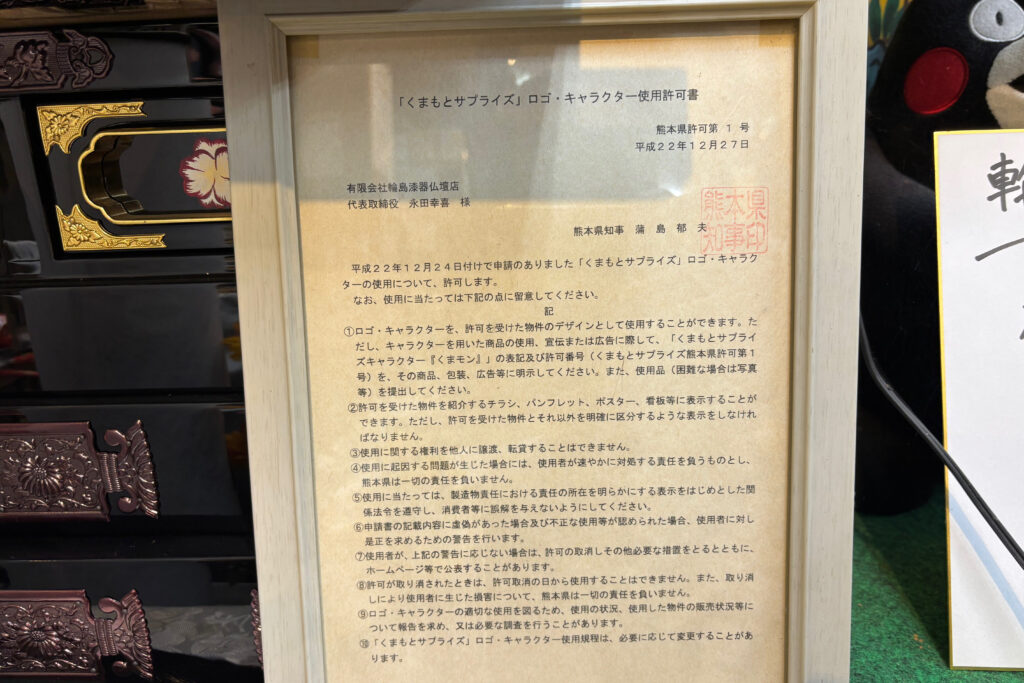 「くまもとサプライズ」ロゴ・キャラクター使用許可書
熊本県許可第 1 号
平成22年12月27日
有限会社輪島漆器仏壇店
代表取締役 永田幸喜 様
熊本県知事 蒲 島 郁 夫
熊本県
知事印
平成22年12月24日付けで申請のありました「くまもとサプライズ」ロゴ・キャラク
ターの使用について、許可します。
なお、使用に当たっては下記の点に留意してください。
記
①ロゴ・キャラクターを、許可を受けた物件のデザインとして使用することができます。た
だし、キャラクターを用いた商品の使用、宣伝または広告に際して、「くまもとサプライ
ズキャラクター『くまモン』」の表記及び許可番号（くまもとサプライズ熊本県許可第1
号）を、その商品、包装、広告等に明示してください。また、使用品（困難な場合は写真
等）を提出してください。
②許可を受けた物件を紹介するチラシ、パンフレット、ポスター、看板等に表示することが
できます。ただし、許可を受けた物件とそれ以外を明確に区分するような表示をしなけれ
ばなりません。
③使用に関する権利を他人に譲渡、転貸することはできません。
④使用に起因する問題が生じた場合には、使用者が速やかに対処する責任を負うものとし、
熊本県は一切の責任を負いません。
⑤使用に当たっては、製造物責任における責任の所在を明らかにする表示をはじめとした関
係法令を遵守し、消費者等に誤解を与えないようにしてください。
⑥申請書の記載内容に虚偽があった場合及び不正な使用等が認められた場合、使用者に対し
是正を求めるための警告を行います。
⑦使用者が、上記の警告に応じない場合は、許可の取消しその他必要な措置をとるとともに、
ホームページ等で公表することがあります。
⑧許可が取り消されたときは、許可取消の日から使用することはできません。また、取り消
しにより使用者に生じた損害について、熊本県は一切の責任を負いません。
⑨ロゴ・キャラクターの適切な使用を図るため、使用の状況、使用した物件の販売状況等に
ついて報告を求め、又は必要な調査を行うことがあります。
⑩「くまもとサプライズ」ロゴ・キャラクター使用規程は、必要に応じて変更することがあ
ります。